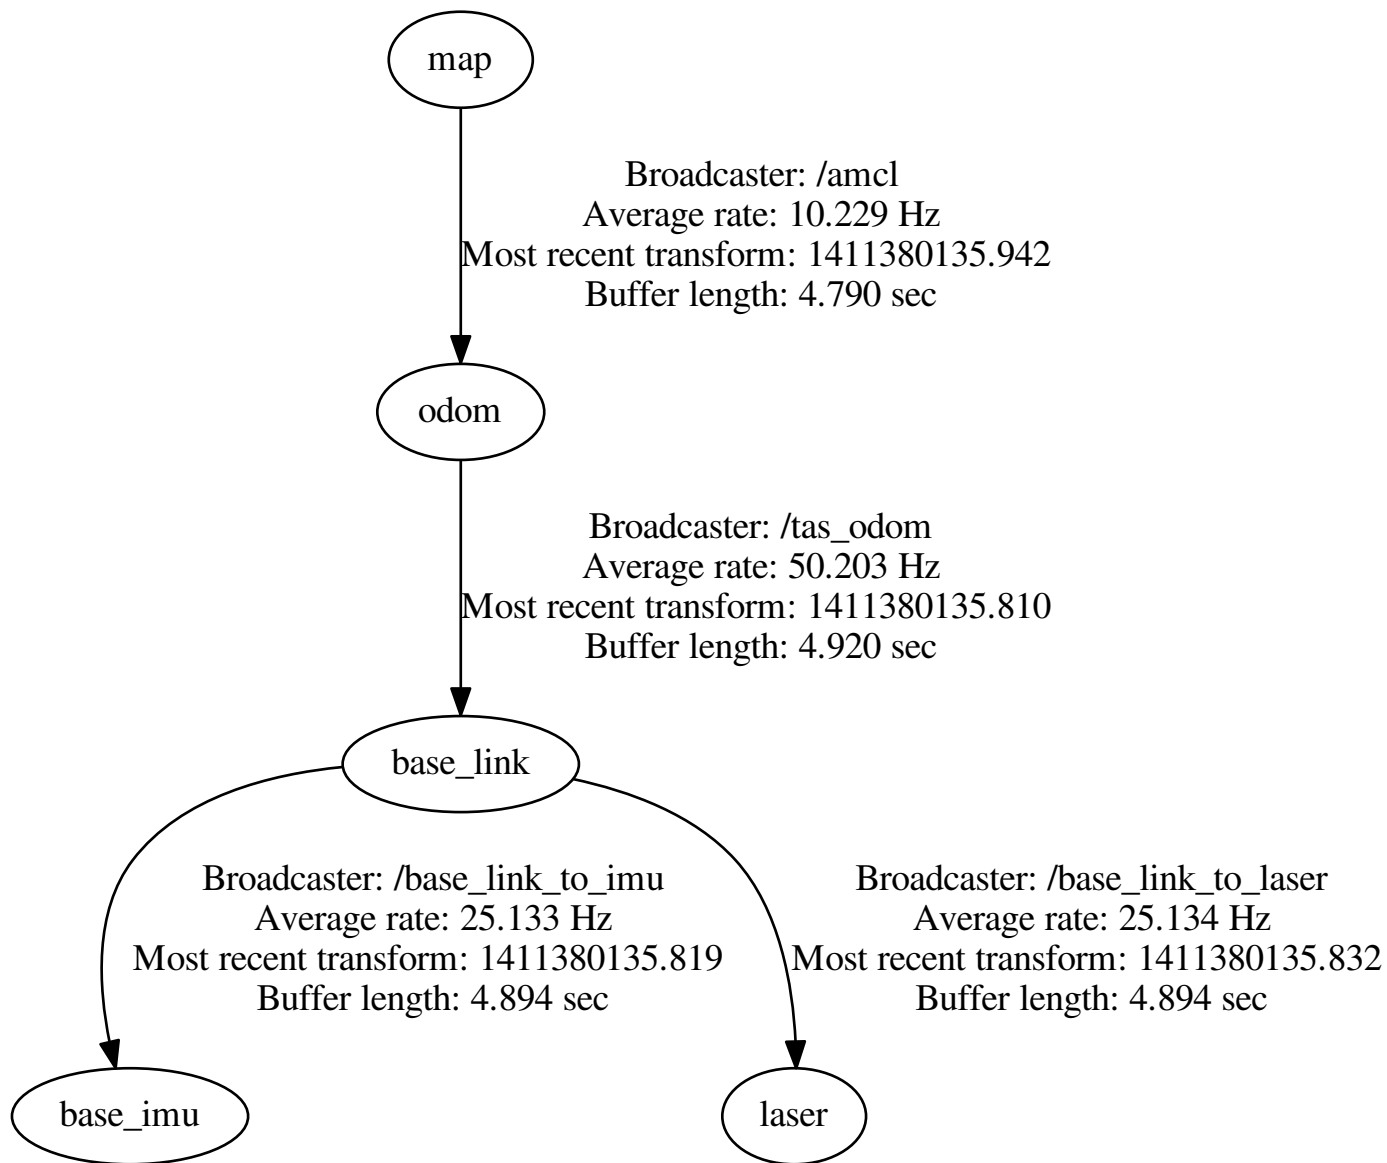 map
Broadcaster: /amcl
Average rate: 10.229 Hz
Most recent transform: 1411380135.942
Buffer length: 4.790 sec
odom
Broadcaster: /tas_odom
Average rate: 50.203 Hz
Most recent transform: 1411380135.810
Buffer length: 4.920 sec
base_link
Broadcaster: /base_link_to_imu
Average rate: 25.133 Hz
Most recent transform: 1411380135.819
Buffer length: 4.894 sec
Broadcaster: /base_link_to_laser
Average rate: 25.134 Hz
Most recent transform: 1411380135.832
Buffer length: 4.894 sec
base_imu
laser